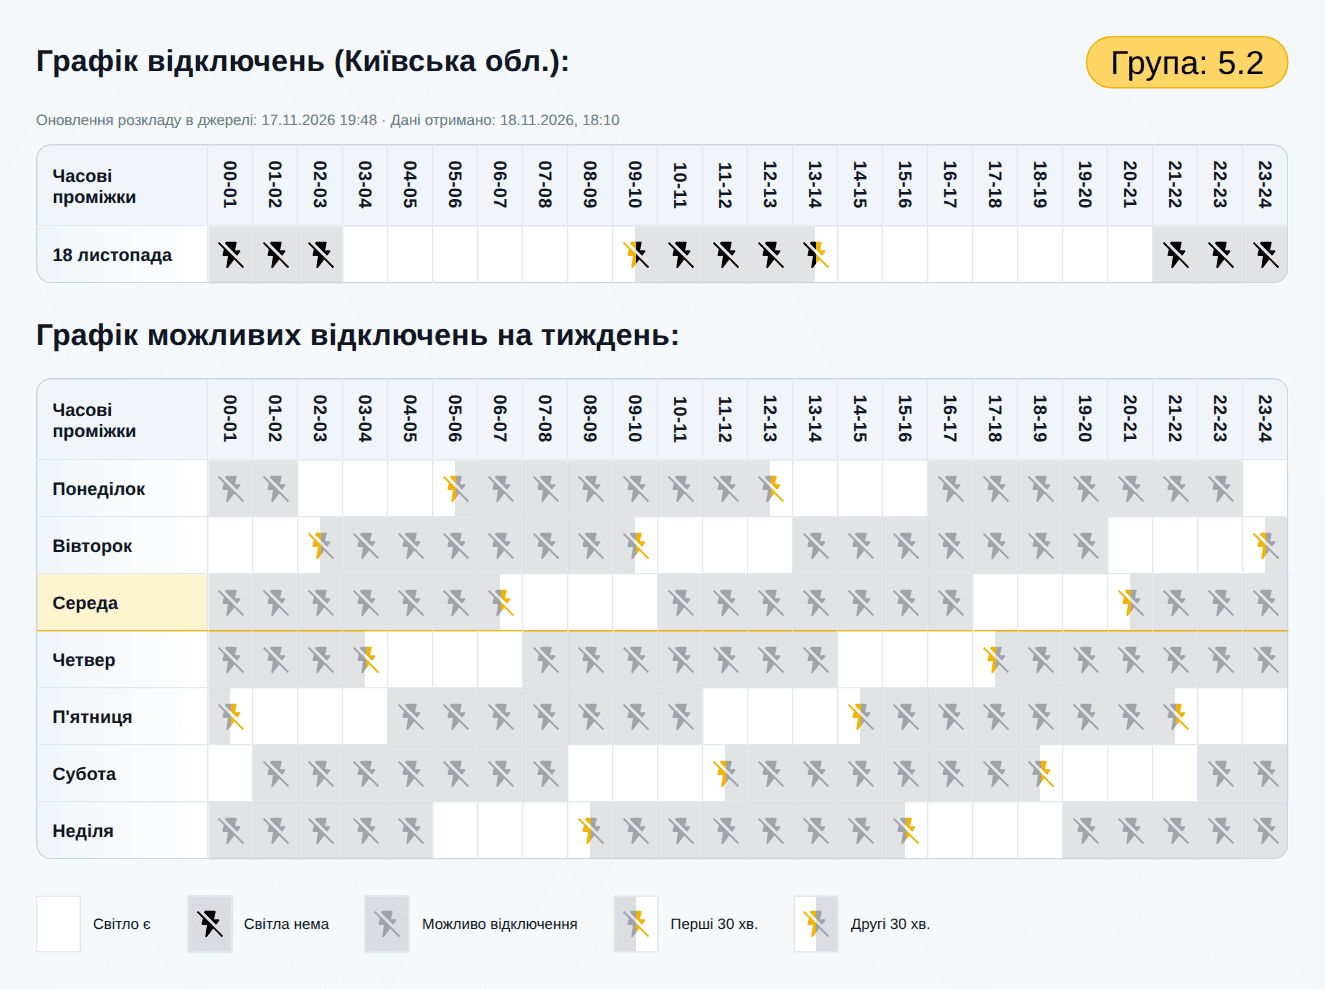 Графік відключень (Київська обл.):
Група: 5.2
Оновлення розкладу в джерелі: 17.11.2026 19:48 · Дані отримано: 18.11.2026, 18:10
Часові проміжки 00-01 01-02 02-03 03-04 04-05 05-06 06-07 07-08 08-09 09-10 10-11 11-12 12-13 13-14 14-15 15-16 16-17 17-18 18-19 19-20 20-21 21-22 22-23 23-24
18 листопада
Графік можливих відключень на тиждень:
Часові проміжки 00-01 01-02 02-03 03-04 04-05 05-06 06-07 07-08 08-09 09-10 10-11 11-12 12-13 13-14 14-15 15-16 16-17 17-18 18-19 19-20 20-21 21-22 22-23 23-24
Понеділок
Вівторок
Середа
Четвер
П'ятниця
Субота
Неділя
Світло є Світла нема Можливо відключення Перші 30 хв. Другі 30 хв.